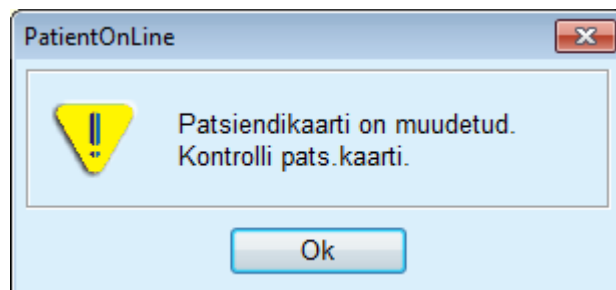 PatientOnLine
Patsiendikaarti on muudetud.
Kontrolli pats.kaarti.
Ok